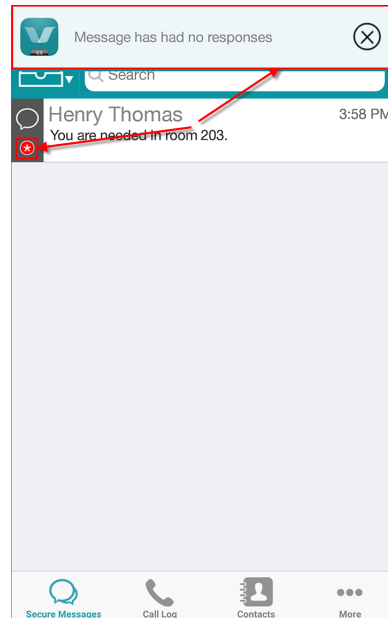 Message has had no responses
Search
Henry Thomas
3:58 PM
You are needed in room 203.
Secure Messages
Call Log
Contacts
More